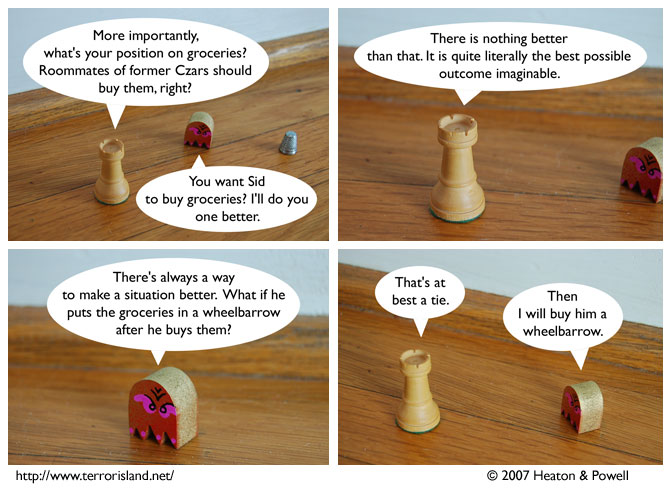 More importantly,
what's your position on groceries?
Roommates of former Czars should
buy them, right?
You want Sid
to buy groceries? I'll do you
one better.
There is nothing better
than that. It is quite literally the best possible
outcome imaginable.
There's always a way
to make a situation better. What if he
puts the groceries in a wheelbarrow
after he buys them?
That's at
best a tie.
Then
I will buy him a
wheelbarrow.
http://www.terrorisland.net/
© 2007 Heaton & Powell